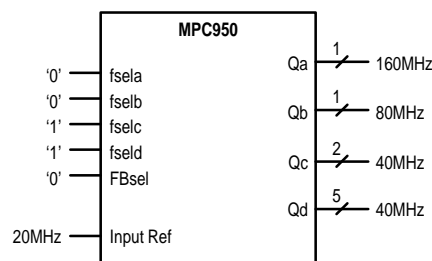 MPC950
‘0’ fsela
‘0’ fselb
‘1’ fselc
‘1’ fseld
‘0’ FBsel
20MHz Input Ref
Qa 1 160MHz
Qb 1 80MHz
Qc 2 40MHz
Qd 5 40MHz